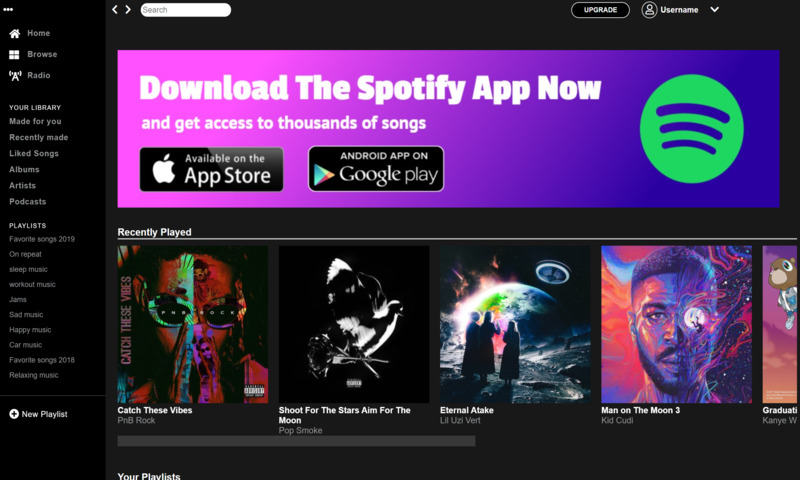 Search
UPGRADE
Username
Home
Browse
Radio
YOUR LIBRARY
Made for you
Recently made
Liked Songs
Albums
Artists
Podcasts
PLAYLISTS
Favorite songs 2019
On repeat
sleep music
workout music
Jams
Sad music
Happy music
Car music
Favorite songs 2018
Relaxing music
New Playlist
Download The Spotify App Now
and get access to thousands of songs
Available on the
App Store
ANDROID APP ON
Google play
Recently Played
CATCH THESE VIBES
PNB ROCK
Catch These Vibes
PnB Rock
Shoot For The Stars Aim For The
Moon
Pop Smoke
Eternal Atake
Lil Uzi Vert
Man on The Moon 3
Kid Cudi
Graduati
Kanye W
Your Playlists